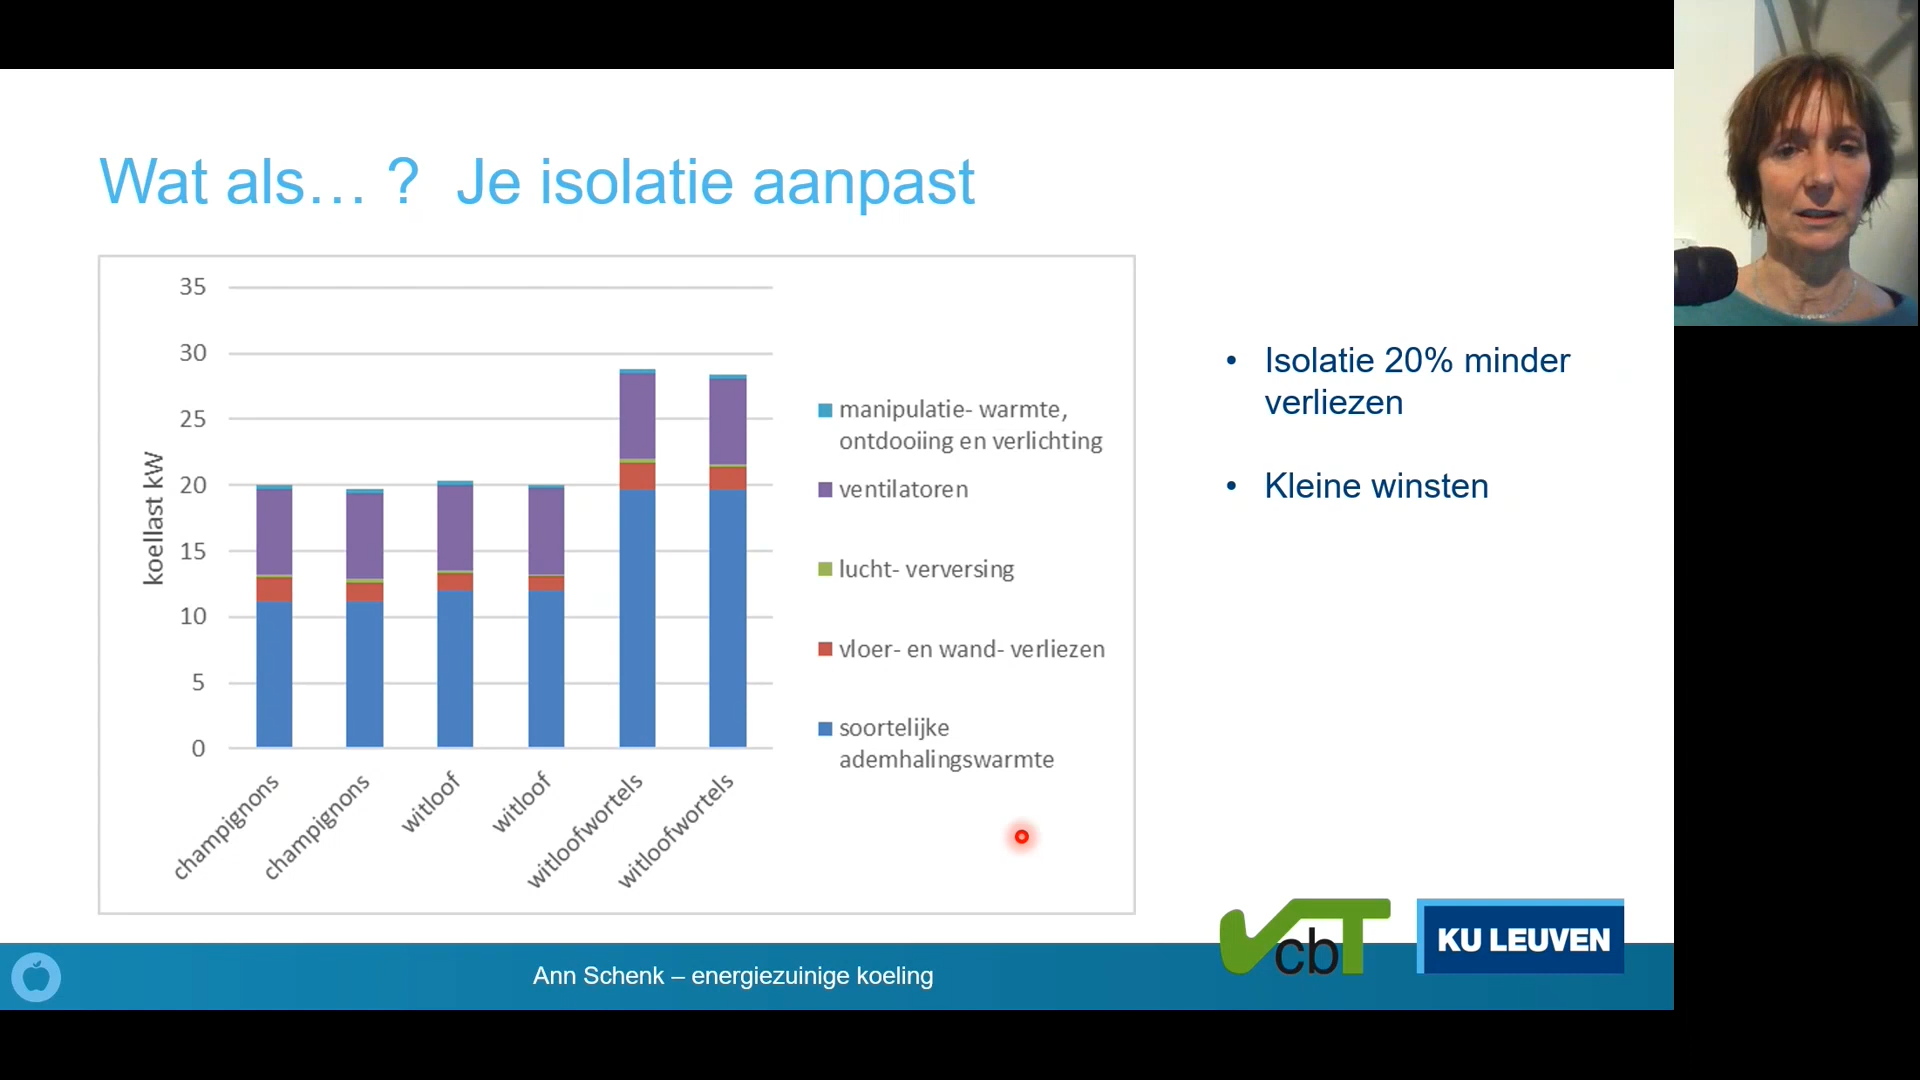 Wat als… ? Je isolatie aanpast
35
30
25
20
15
10
5
0
koellast kW
champignons
champignons
witloof
witloof
witloofwortels
witloofwortels
manipulatie- warmte,
ontdooiing en verlichting
ventilatoren
lucht- verversing
vloer- en wand- verliezen
soortelijke
ademhalingswarmte
• Isolatie 20% minder
verliezen
• Kleine winsten
Ann Schenk – energiezuinige koeling
vcbT
KU LEUVEN